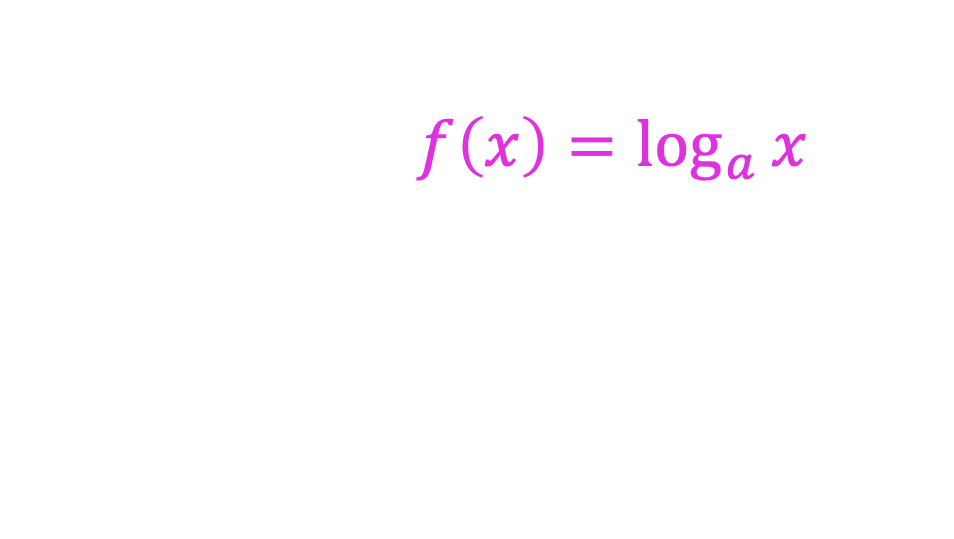 f(x) = logₐ x